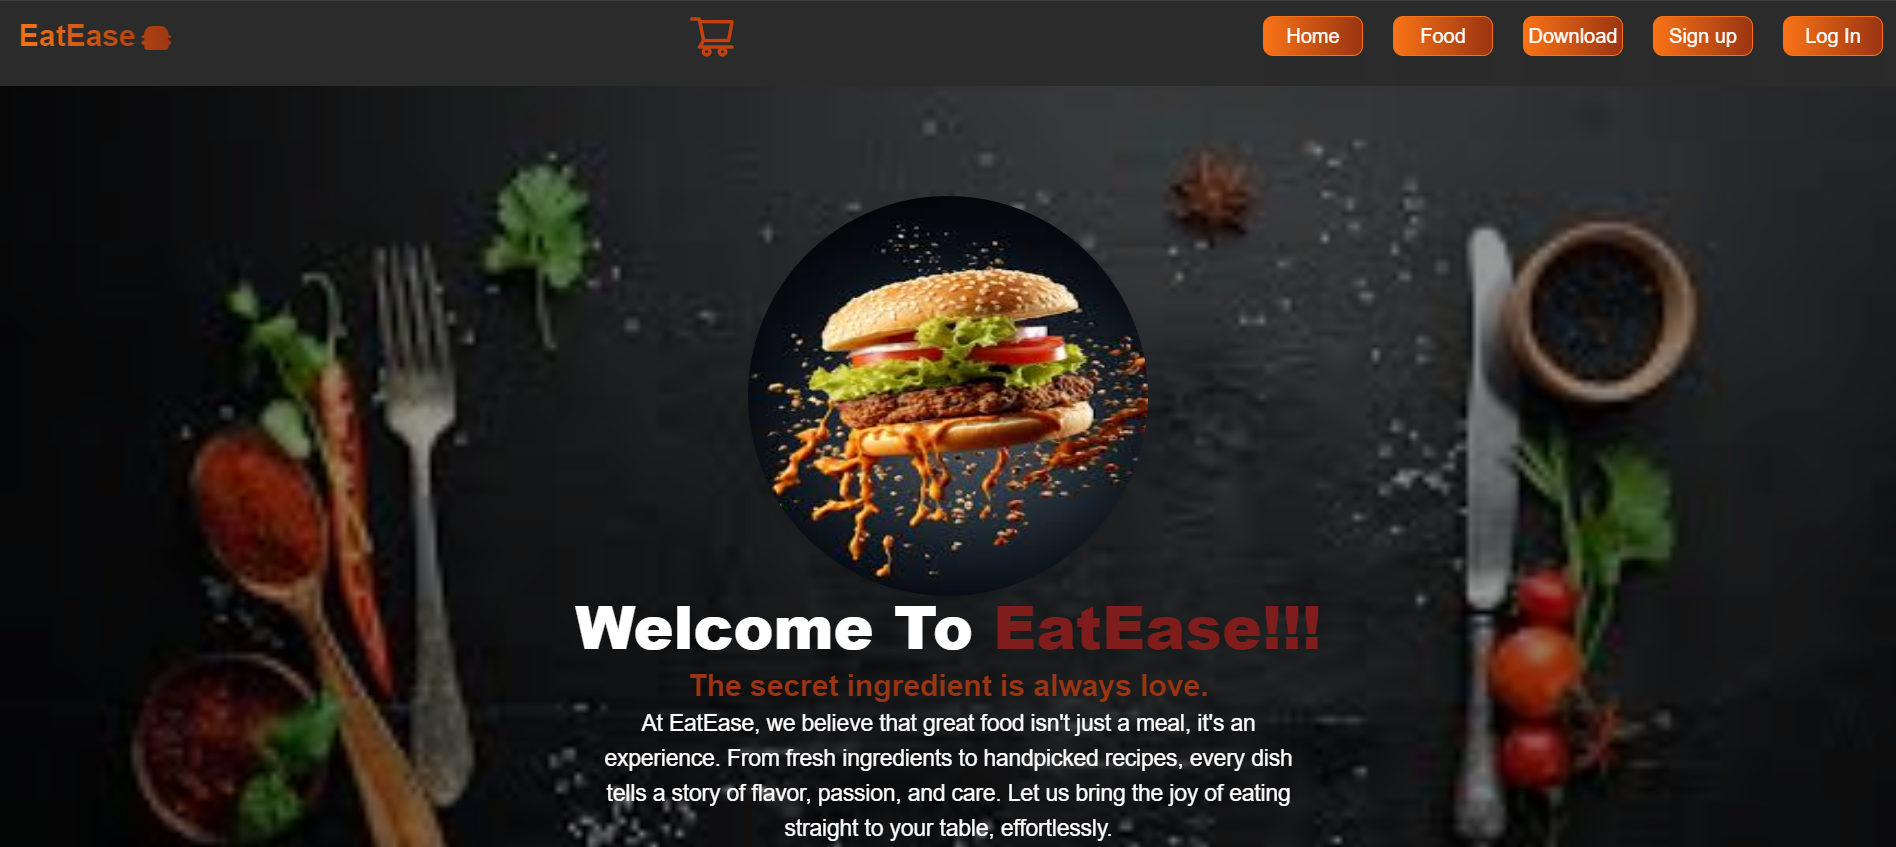 EatEase
Home
Food
Download
Sign up
Log In
Welcome To EatEase!!!
The secret ingredient is always love.
At EatEase, we believe that great food isn't just a meal, it's an
experience. From fresh ingredients to handpicked recipes, every dish
tells a story of flavor, passion, and care. Let us bring the joy of eating
straight to your table, effortlessly.